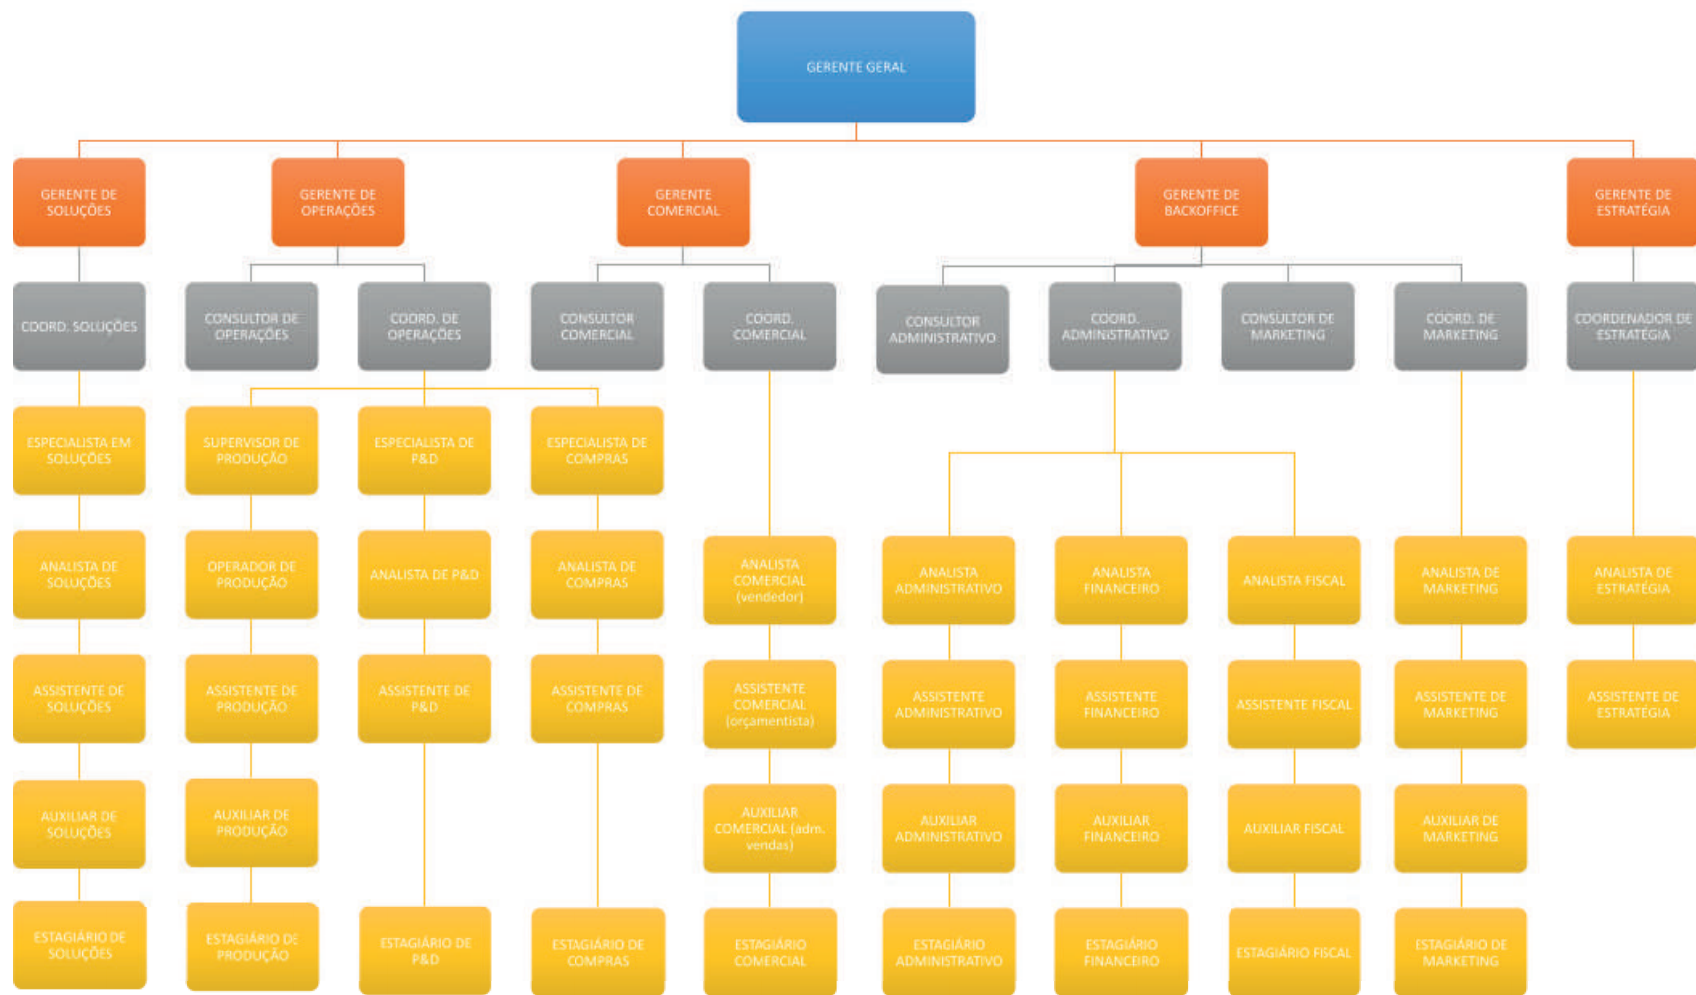 GERENTE GERAL
GERENTE DE
SOLUÇÕES
GERENTE DE
OPERAÇÕES
GERENTE
COMERCIAL
GERENTE DE
BACKOFFICE
GERENTE DE
ESTRATÉGIA
COORD. SOLUÇÕES
CONSULTOR DE
OPERAÇÕES
COORD. DE
OPERAÇÕES
CONSULTOR
COMERCIAL
COORD.
COMERCIAL
CONSULTOR
ADMINISTRATIVO
COORD.
ADMINISTRATIVO
CONSULTOR DE
MARKETING
COORD. DE
MARKETING
COORDENADOR DE
ESTRATÉGIA
ESPECIALISTA EM
SOLUÇÕES
SUPERVISOR DE
PRODUÇÃO
ESPECIALISTA DE
P&D
ESPECIALISTA DE
COMPRAS
ANALISTA DE
SOLUÇÕES
OPERADOR DE
PRODUÇÃO
ANALISTA DE P&D
ANALISTA DE
COMPRAS
ANALISTA
COMERCIAL
(vendedor)
ANALISTA
ADMINISTRATIVO
ANALISTA
FINANCEIRO
ANALISTA FISCAL
ANALISTA DE
MARKETING
ANALISTA DE
ESTRATÉGIA
ASSISTENTE DE
SOLUÇÕES
ASSISTENTE DE
PRODUÇÃO
ASSISTENTE DE
P&D
ASSISTENTE DE
COMPRAS
ASSISTENTE
COMERCIAL
(orçamentista)
ASSISTENTE
ADMINISTRATIVO
ASSISTENTE
FINANCEIRO
ASSISTENTE FISCAL
ASSISTENTE DE
MARKETING
ASSISTENTE DE
ESTRATÉGIA
AUXILIAR DE
SOLUÇÕES
AUXILIAR DE
PRODUÇÃO
AUXILIAR
COMERCIAL (adm.
vendas)
AUXILIAR
ADMINISTRATIVO
AUXILIAR
FINANCEIRO
AUXILIAR FISCAL
AUXILIAR DE
MARKETING
ESTAGIÁRIO DE
SOLUÇÕES
ESTAGIÁRIO DE
PRODUÇÃO
ESTAGIÁRIO DE
P&D
ESTAGIÁRIO DE
COMPRAS
ESTAGIÁRIO
COMERCIAL
ESTAGIÁRIO
ADMINISTRATIVO
ESTAGIÁRIO
FINANCEIRO
ESTAGIÁRIO FISCAL
ESTAGIÁRIO DE
MARKETING